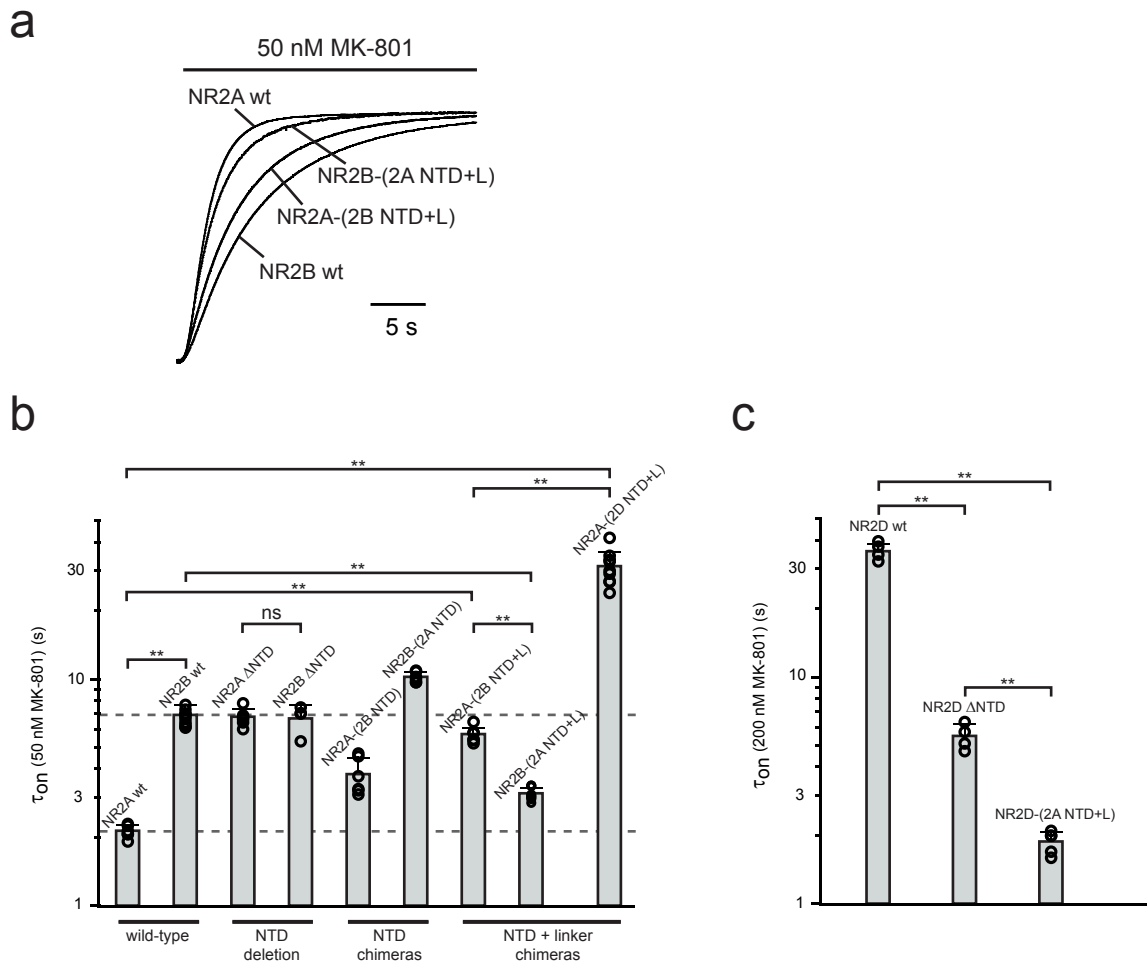 a
50 nM MK-801
NR2A wt
NR2B-(2A NTD+L)
NR2A-(2B NTD+L)
NR2B wt
5 s
b
**
**
**
**
**
ns
**
NR2A wt
NR2B wt
NR2A ΔNTD
NR2B ΔNTD
NR2A-(2B NTD)
NR2B-(2A NTD)
NR2A-(2B NTD+L)
NR2B-(2A NTD+L)
NR2A-(2D NTD+L)
τon (50 nM MK-801) (s)
30
10
3
1
wild-type
NTD
deletion
NTD
chimeras
NTD + linker
chimeras
c
**
**
**
NR2D wt
NR2D ΔNTD
NR2D-(2A NTD+L)
τon (200 nM MK-801) (s)
30
10
3
1